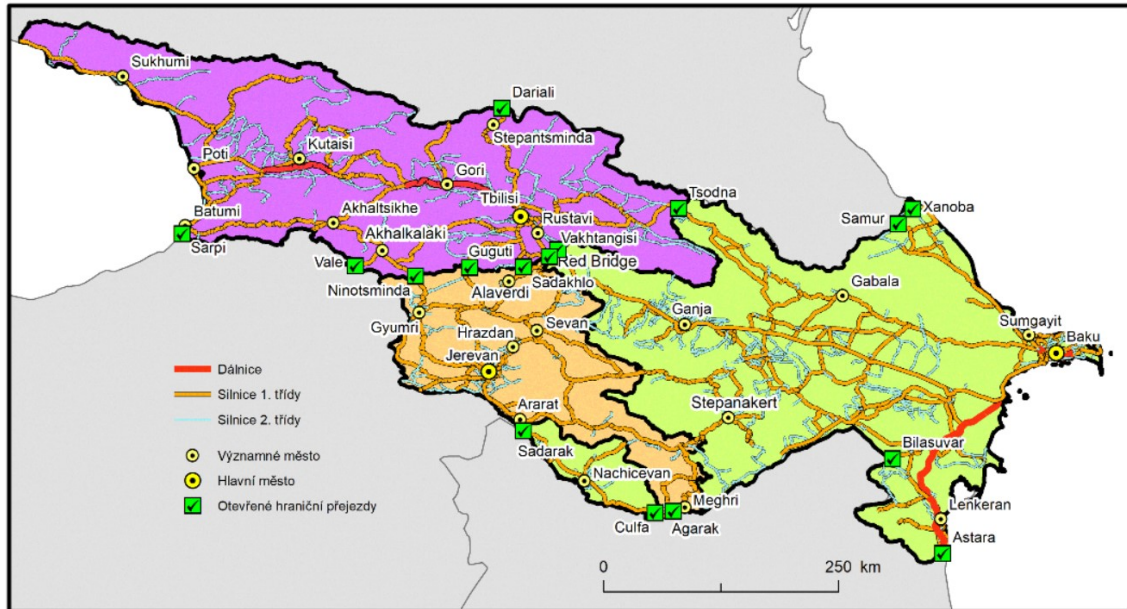 Sukhumi
Dariali
Stepantsminda
Poti
Kutaisi
Gori
Tbilisi
Tsodna
Xanoba
Samur
Batumi
Akhaltsikhe
Rustavi
Akhalkalaki
Vakhtangisi
Sarpi
Vale
Guguti
Red Bridge
Ninotsminda
Alaverdi
Sadakhlo
Gabala
Gyumri
Hrazdan
Sevan
Ganja
Sumgayit
Baku
Jerevan
Dálnice
Silnice 1. třídy
Silnice 2. třídy
Ararat
Stepanakert
Sadarak
Bilasuvar
Významné město
Hlavní město
Otevřené hraniční přejezdy
Nachicevan
Meghri
Lenkeran
Culfa
Agarak
Astara
0 250 km